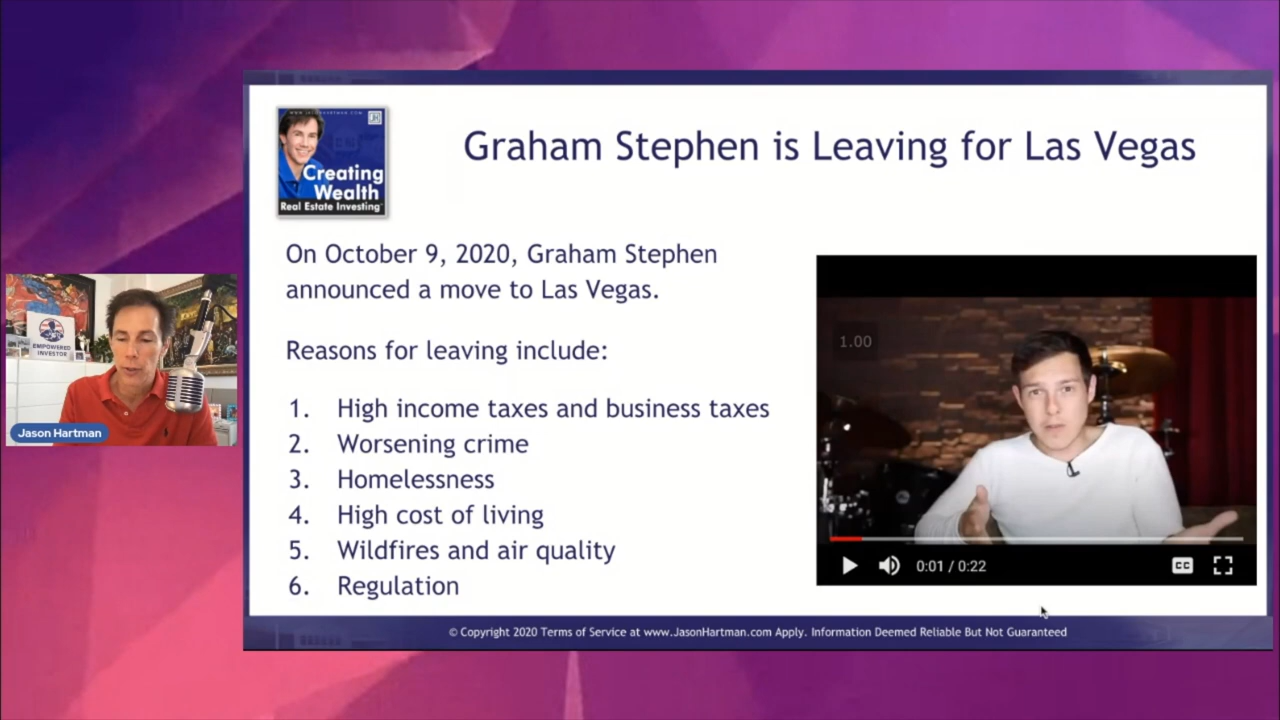 WWW.JASONHARTMAN.COM
JH
Creating
Wealth
Real Estate Investing
Graham Stephen is Leaving for Las Vegas
On October 9, 2020, Graham Stephen
announced a move to Las Vegas.
Reasons for leaving include:
1. High income taxes and business taxes
2. Worsening crime
3. Homelessness
4. High cost of living
5. Wildfires and air quality
6. Regulation
1.00
0:01 / 0:22
CC
EMPOWERED
INVESTOR
Jason Hartman
© Copyright 2020 Terms of Service at www.JasonHartman.com Apply. Information Deemed Reliable But Not Guaranteed